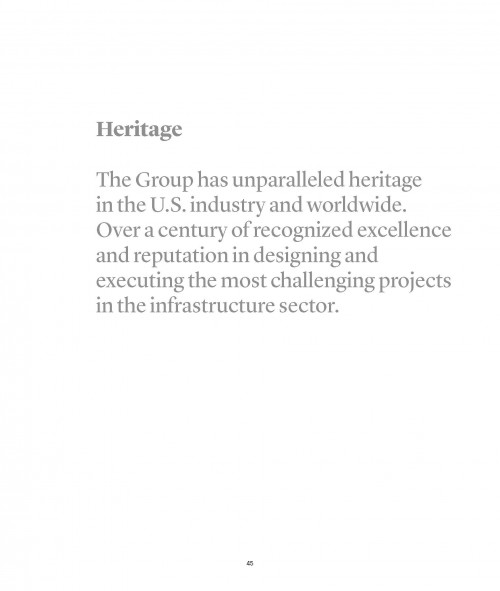 Heritage
The Group has unparalleled heritage
in the U.S. industry and worldwide.
Over a century of recognized excellence
and reputation in designing and
executing the most challenging projects
in the infrastructure sector.
45